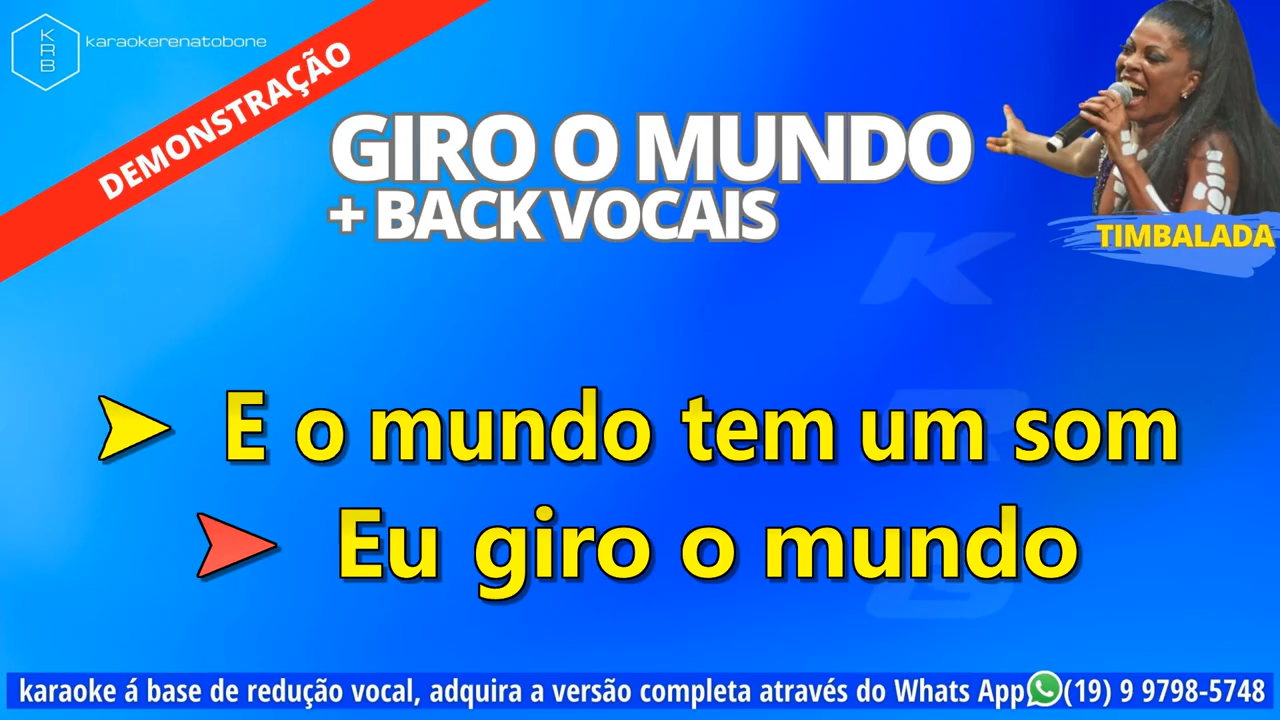 KRB
karaokerenatobone
DEMONSTRAÇÃO
GIRO O MUNDO
+ BACK VOCAIS
TIMBALADA
K
B
E o mundo tem um som
Eu giro o mundo
karaoke á base de redução vocal, adquira a versão completa através do Whats App (19) 9 9798-5748